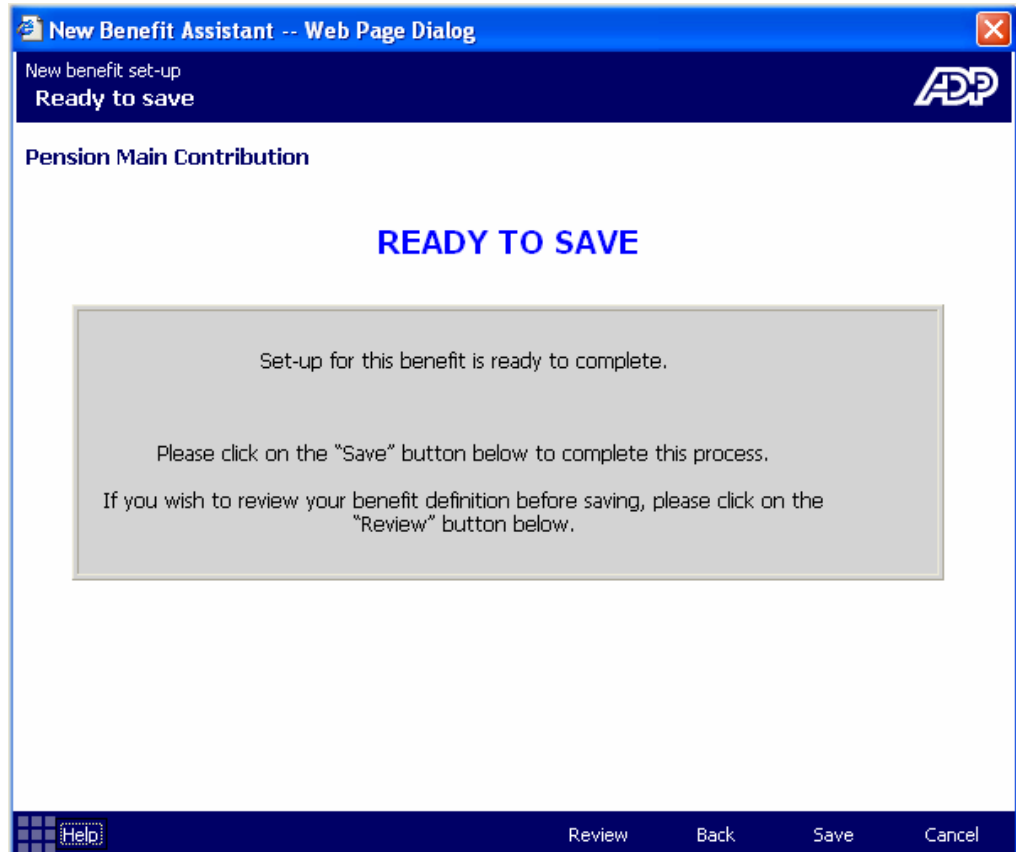 New Benefit Assistant -- Web Page Dialog
New benefit set-up
Ready to save
ADP
Pension Main Contribution
READY TO SAVE
Set-up for this benefit is ready to complete.
Please click on the "Save" button below to complete this process.
If you wish to review your benefit definition before saving, please click on the
"Review" button below.
Help Review Back Save Cancel